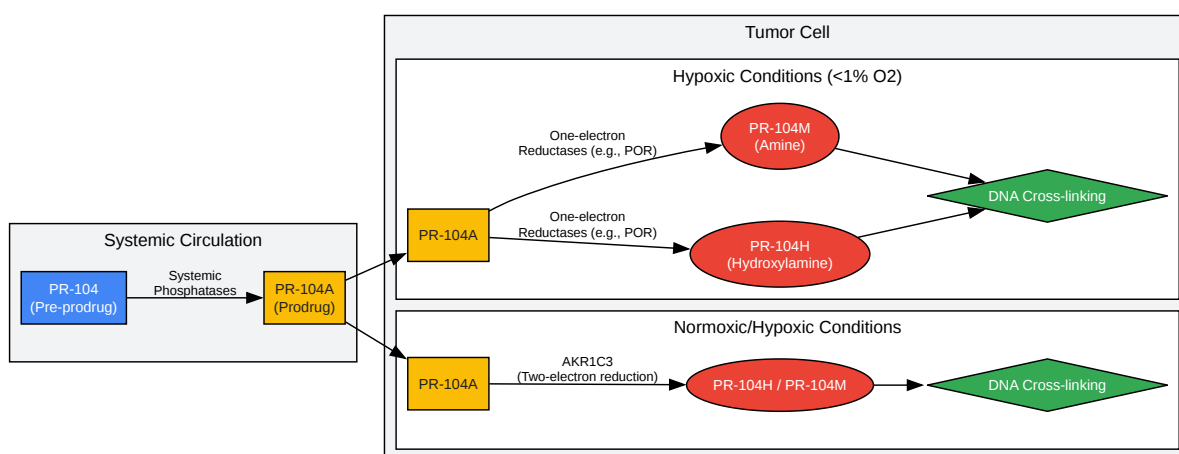 Tumor Cell
Hypoxic Conditions (<1% O2)
One-electron
Reductases (e.g., POR)
PR-104M
(Amine)
DNA Cross-linking
PR-104A
One-electron
Reductases (e.g., POR)
PR-104H
(Hydroxylamine)
Systemic Circulation
PR-104
(Pre-prodrug)
Systemic
Phosphatases
PR-104A
(Prodrug)
Normoxic/Hypoxic Conditions
PR-104A
AKR1C3
(Two-electron reduction)
PR-104H / PR-104M
DNA Cross-linking